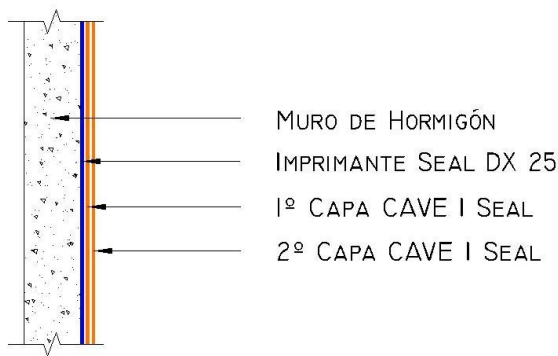 MURO DE HORMIGÓN
IMPRIMANTE SEAL DX 25
1º CAPA CAVE I SEAL
2º CAPA CAVE I SEAL